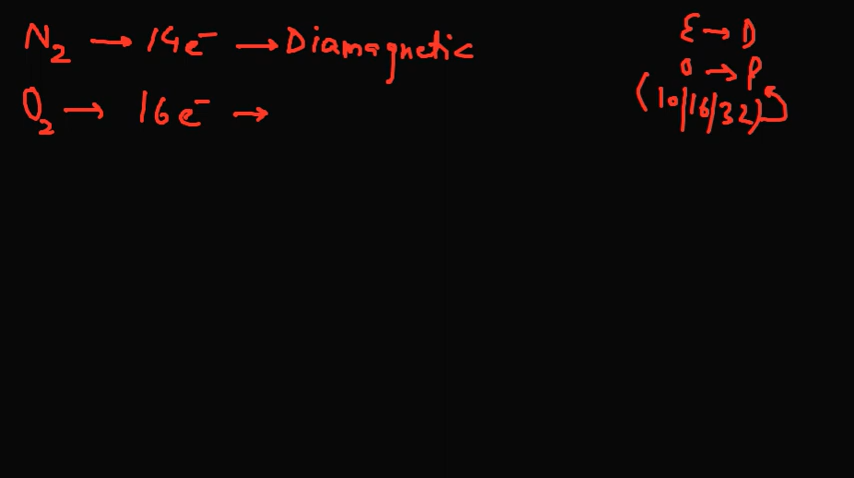 N₂ → 14e⁻ → Diamagnetic
O₂ → 16e⁻ →
E → D
O → P
(10/16/32)